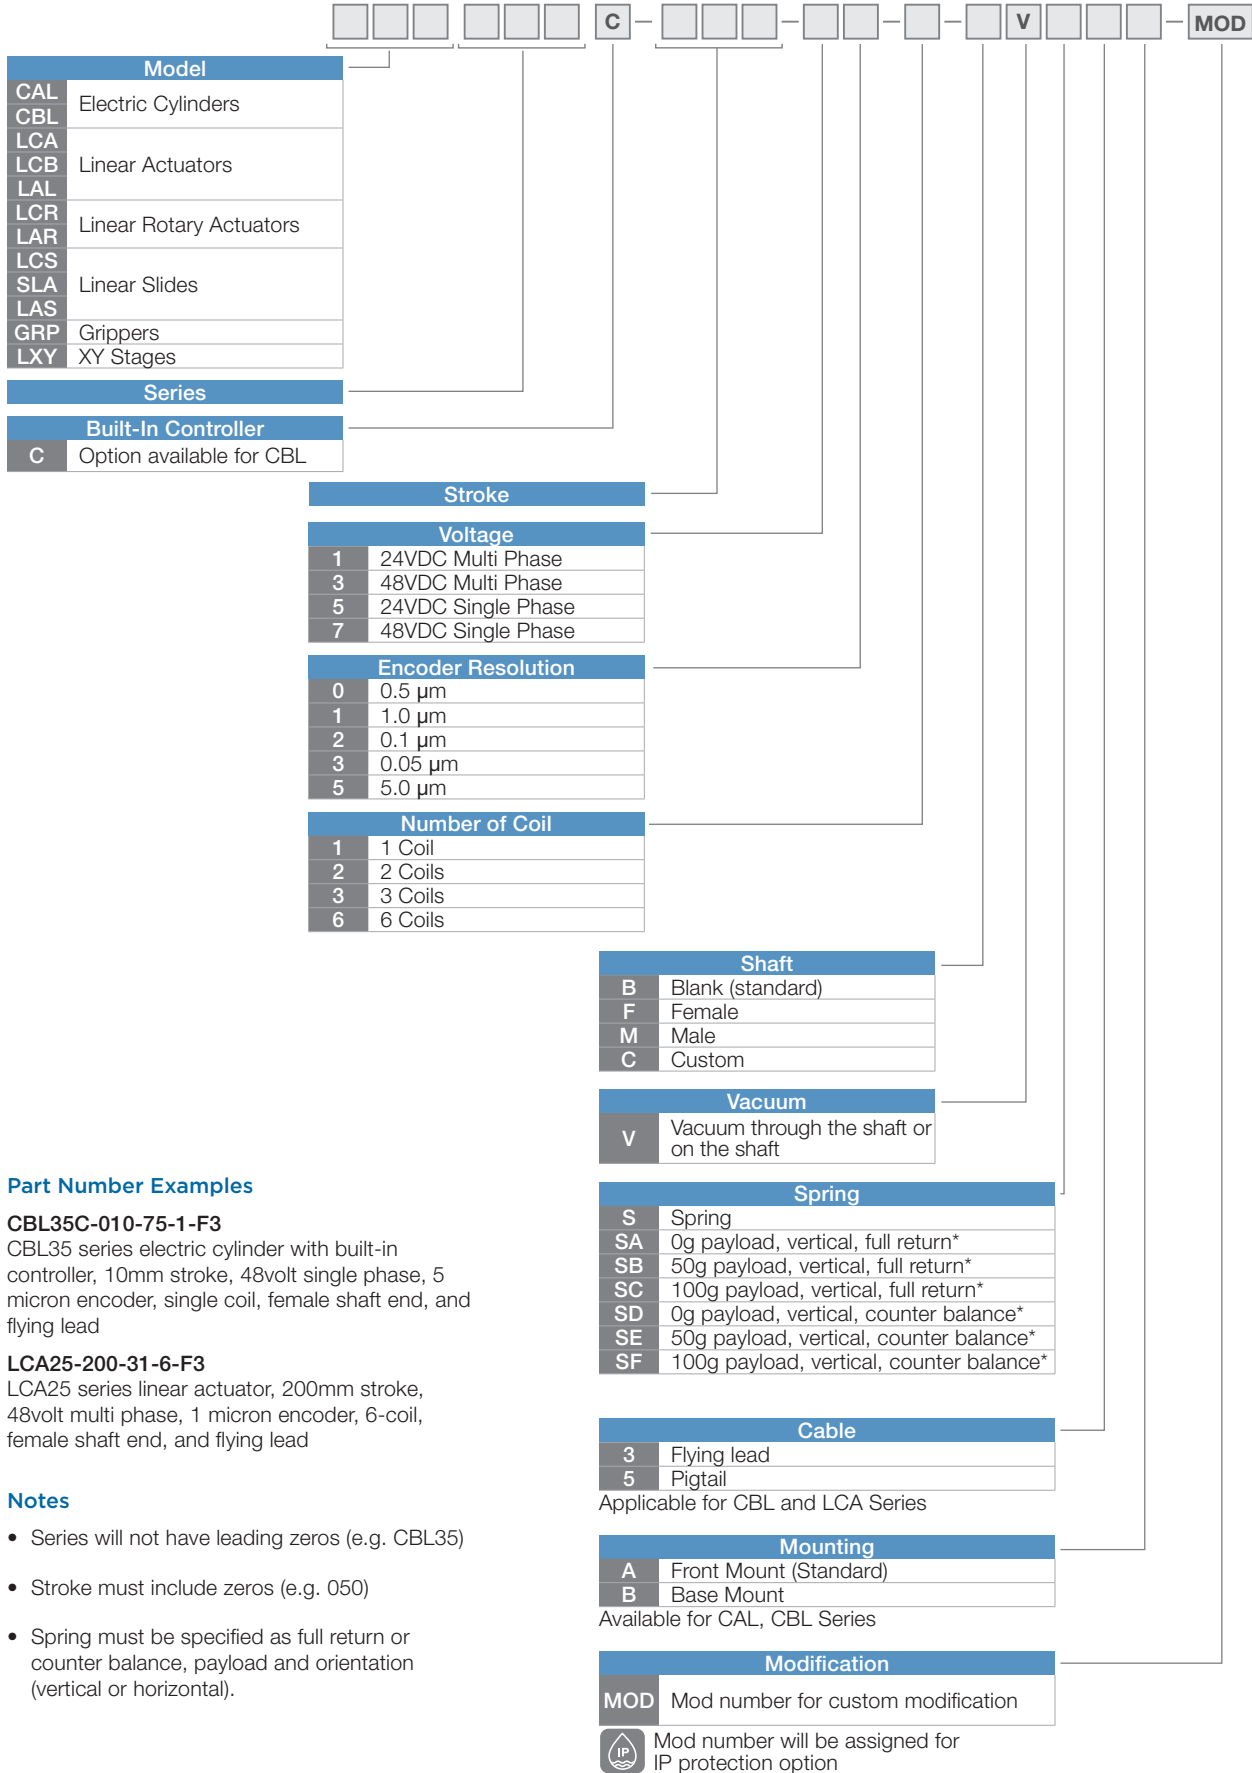 C – – – – V – MOD
Model
CAL
CBL
Electric Cylinders
LCA
LCB
LAL
Linear Actuators
LCR
LAR
Linear Rotary Actuators
LCS
SLA
LAS
Linear Slides
GRP Grippers
LXY XY Stages
Series
Built-In Controller
C Option available for CBL
Stroke
Voltage
1 24VDC Multi Phase
3 48VDC Multi Phase
5 24VDC Single Phase
7 48VDC Single Phase
Encoder Resolution
0 0.5 µm
1 1.0 µm
2 0.1 µm
3 0.05 µm
5 5.0 µm
Number of Coil
1 1 Coil
2 2 Coils
3 3 Coils
6 6 Coils
Shaft
B Blank (standard)
F Female
M Male
C Custom
Vacuum
V Vacuum through the shaft or
on the shaft
Spring
S Spring
SA 0g payload, vertical, full return*
SB 50g payload, vertical, full return*
SC 100g payload, vertical, full return*
SD 0g payload, vertical, counter balance*
SE 50g payload, vertical, counter balance*
SF 100g payload, vertical, counter balance*
Cable
3 Flying lead
5 Pigtail
Applicable for CBL and LCA Series
Mounting
A Front Mount (Standard)
B Base Mount
Available for CAL, CBL Series
Modification
MOD Mod number for custom modification
IP
Mod number will be assigned for
IP protection option
Part Number Examples
CBL35C-010-75-1-F3
CBL35 series electric cylinder with built-in
controller, 10mm stroke, 48volt single phase, 5
micron encoder, single coil, female shaft end, and
flying lead
LCA25-200-31-6-F3
LCA25 series linear actuator, 200mm stroke,
48volt multi phase, 1 micron encoder, 6-coil,
female shaft end, and flying lead
Notes
• Series will not have leading zeros (e.g. CBL35)
• Stroke must include zeros (e.g. 050)
• Spring must be specified as full return or
counter balance, payload and orientation
(vertical or horizontal).